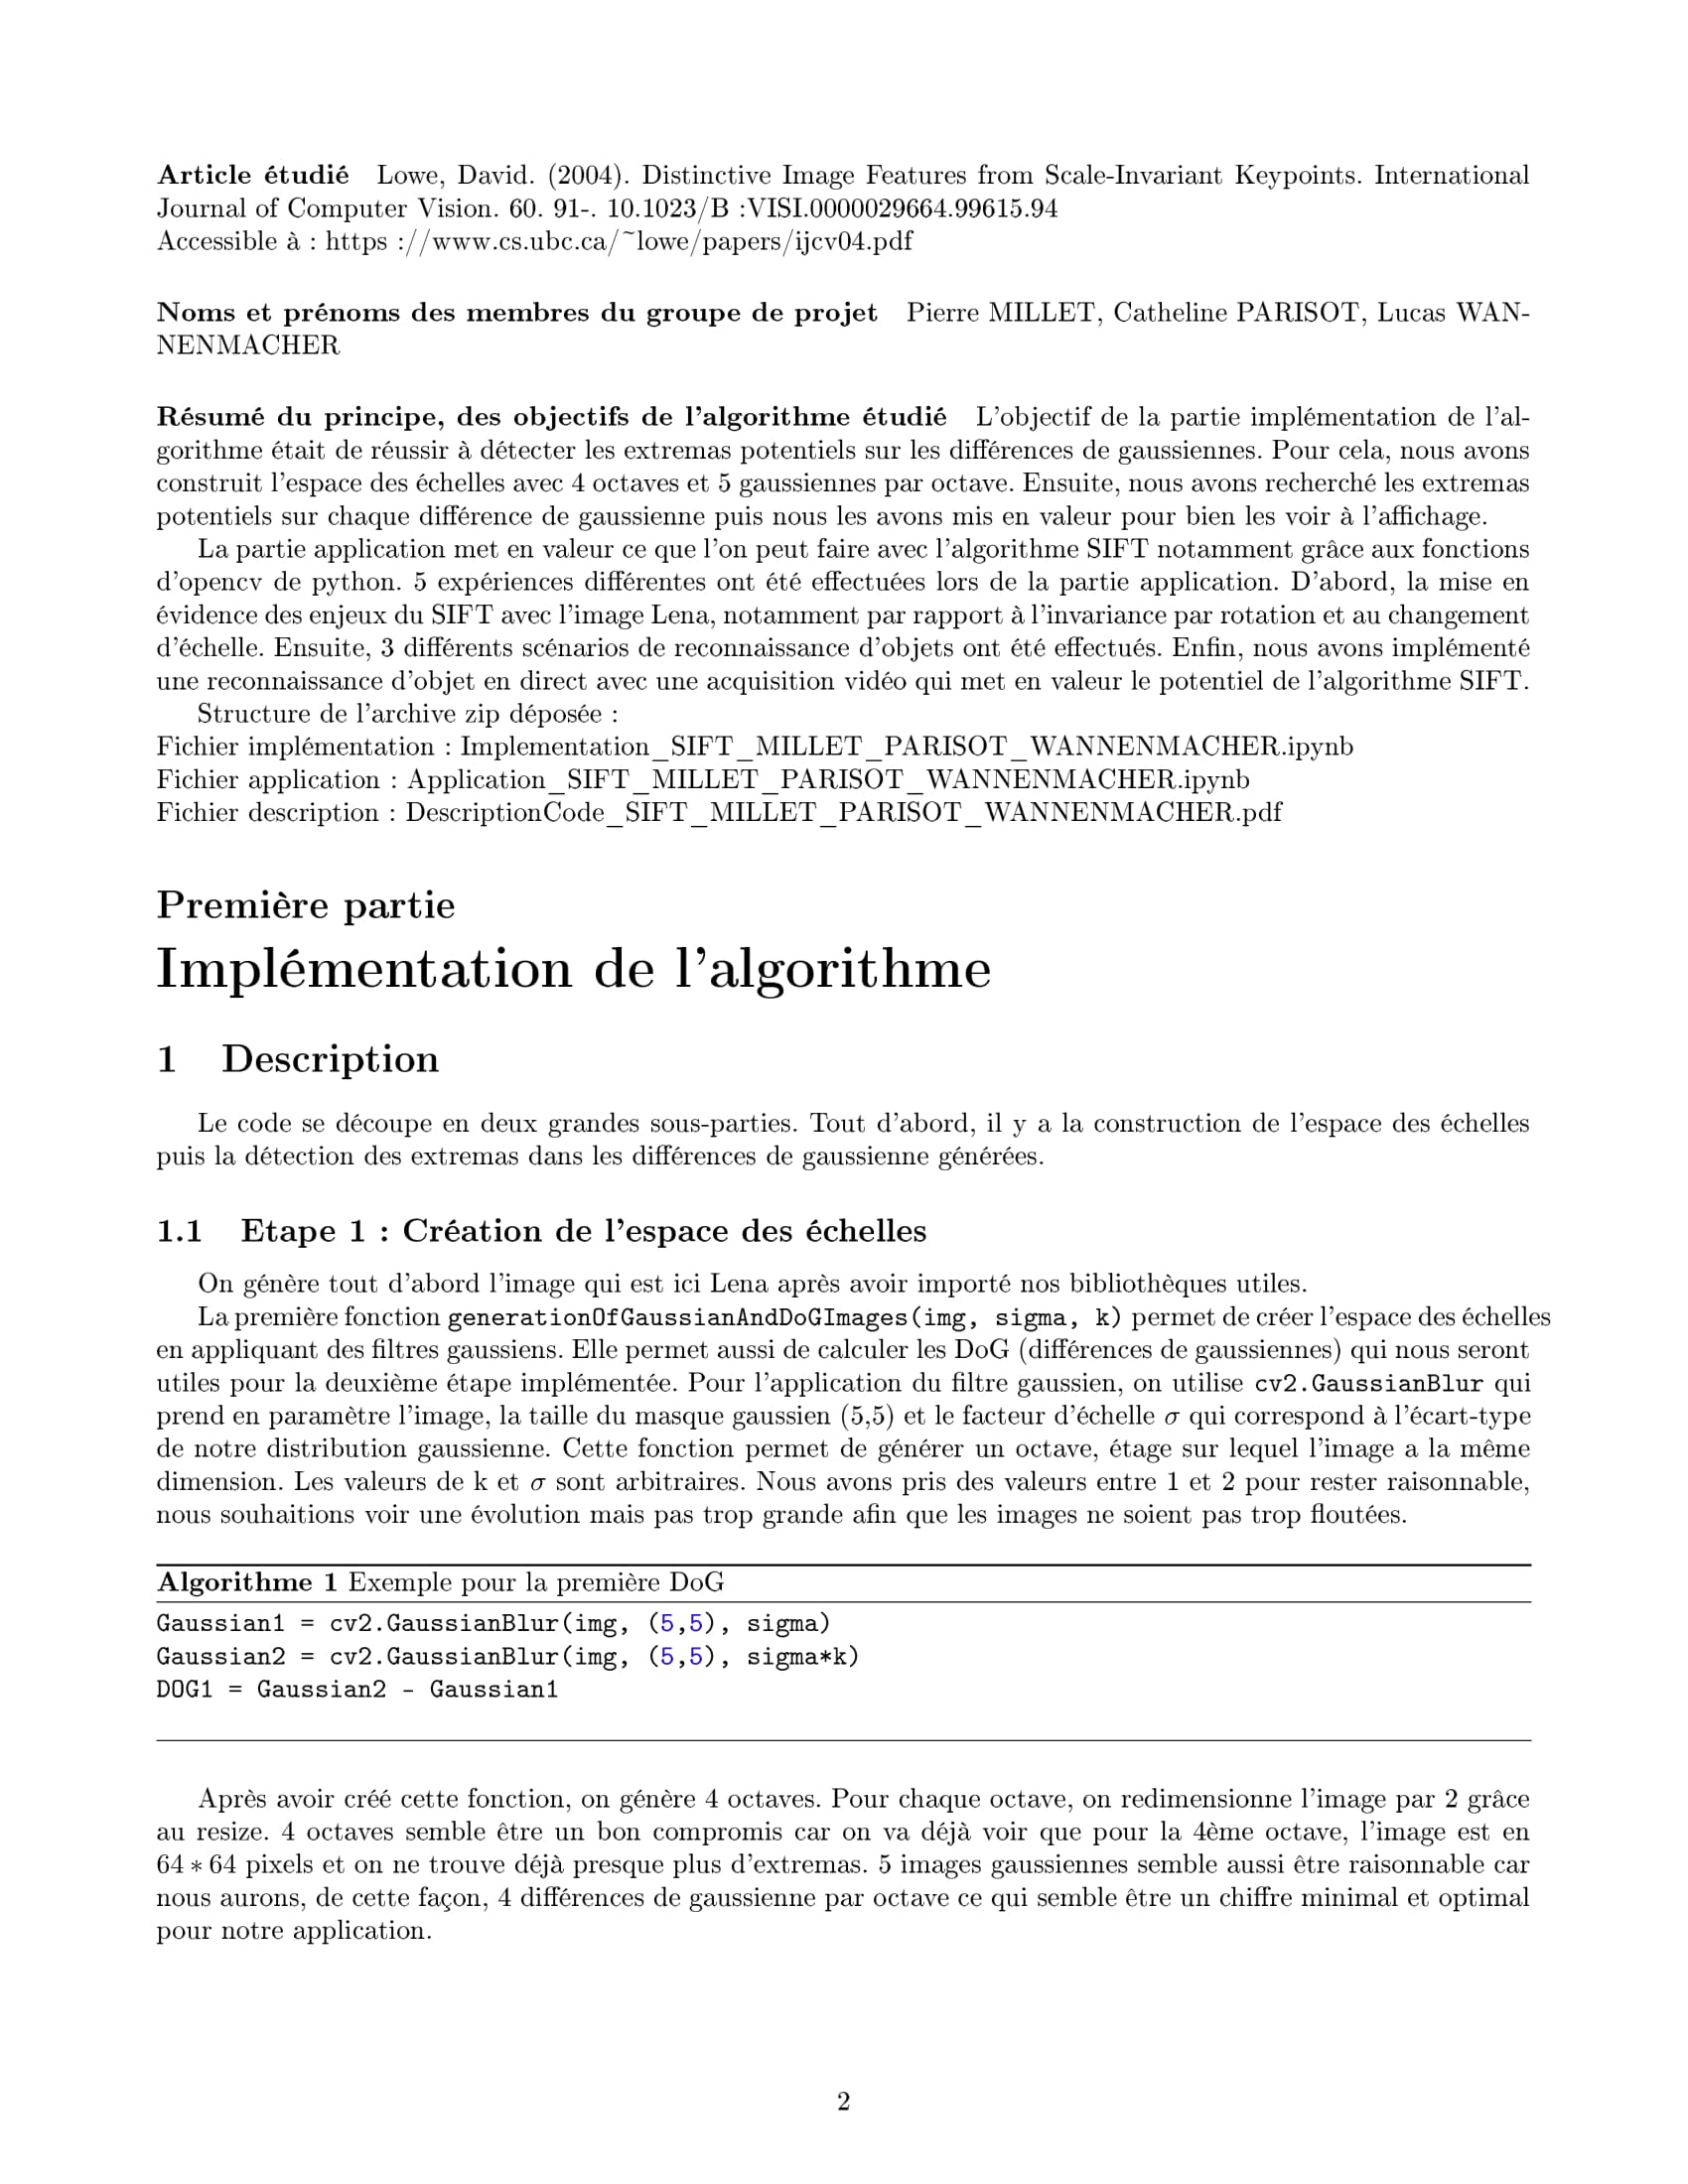 Article étudié Lowe, David. (2004). Distinctive Image Features from Scale-Invariant Keypoints. International
Journal of Computer Vision. 60. 91-. 10.1023/B :VISI.0000029664.99615.94
Accessible à : https ://www.cs.ubc.ca/~lowe/papers/ijcv04.pdf
Noms et prénoms des membres du groupe de projet Pierre MILLET, Catheline PARISOT, Lucas WAN-
NENMACHER
Résumé du principe, des objectifs de l'algorithme étudié L'objectif de la partie implémentation de l'al-
gorithme était de réussir à détecter les extremas potentiels sur les différences de gaussiennes. Pour cela, nous avons
construit l'espace des échelles avec 4 octaves et 5 gaussiennes par octave. Ensuite, nous avons recherché les extremas
potentiels sur chaque différence de gaussienne puis nous les avons mis en valeur pour bien les voir à l'affichage.
La partie application met en valeur ce que l'on peut faire avec l'algorithme SIFT notamment grâce aux fonctions
d'opencv de python. 5 expériences différentes ont été effectuées lors de la partie application. D'abord, la mise en
évidence des enjeux du SIFT avec l'image Lena, notamment par rapport à l'invariance par rotation et au changement
d'échelle. Ensuite, 3 différents scénarios de reconnaissance d'objets ont été effectués. Enfin, nous avons implémenté
une reconnaissance d'objet en direct avec une acquisition vidéo qui met en valeur le potentiel de l'algorithme SIFT.
Structure de l'archive zip déposée :
Fichier implémentation : Implementation_SIFT_MILLET_PARISOT_WANNENMACHER.ipynb
Fichier application : Application_SIFT_MILLET_PARISOT_WANNENMACHER.ipynb
Fichier description : DescriptionCode_SIFT_MILLET_PARISOT_WANNENMACHER.pdf
Première partie
Implémentation de l'algorithme
1 Description
Le code se découpe en deux grandes sous-parties. Tout d'abord, il y a la construction de l'espace des échelles
puis la détection des extremas dans les différences de gaussienne générées.
1.1 Etape 1 : Création de l'espace des échelles
On génère tout d'abord l'image qui est ici Lena après avoir importé nos bibliothèques utiles.
La première fonction generationOfGaussianAndDoGImages(img, sigma, k) permet de créer l'espace des échelles
en appliquant des filtres gaussiens. Elle permet aussi de calculer les DoG (différences de gaussiennes) qui nous seront
utiles pour la deuxième étape implémentée. Pour l'application du filtre gaussien, on utilise cv2.GaussianBlur qui
prend en paramètre l'image, la taille du masque gaussien (5,5) et le facteur d'échelle σ qui correspond à l'écart-type
de notre distribution gaussienne. Cette fonction permet de générer un octave, étage sur lequel l'image a la même
dimension. Les valeurs de k et σ sont arbitraires. Nous avons pris des valeurs entre 1 et 2 pour rester raisonnable,
nous souhaitions voir une évolution mais pas trop grande afin que les images ne soient pas trop floutées.
Algorithme 1 Exemple pour la première DoG
Gaussian1 = cv2.GaussianBlur(img, (5,5), sigma)
Gaussian2 = cv2.GaussianBlur(img, (5,5), sigma*k)
DOG1 = Gaussian2 - Gaussian1
Après avoir créé cette fonction, on génère 4 octaves. Pour chaque octave, on redimensionne l'image par 2 grâce
au resize. 4 octaves semble être un bon compromis car on va déjà voir que pour la 4ème octave, l'image est en
64 ∗ 64 pixels et on ne trouve déjà presque plus d'extremas. 5 images gaussiennes semble aussi être raisonnable car
nous aurons, de cette façon, 4 différences de gaussienne par octave ce qui semble être un chiffre minimal et optimal
pour notre application.
2